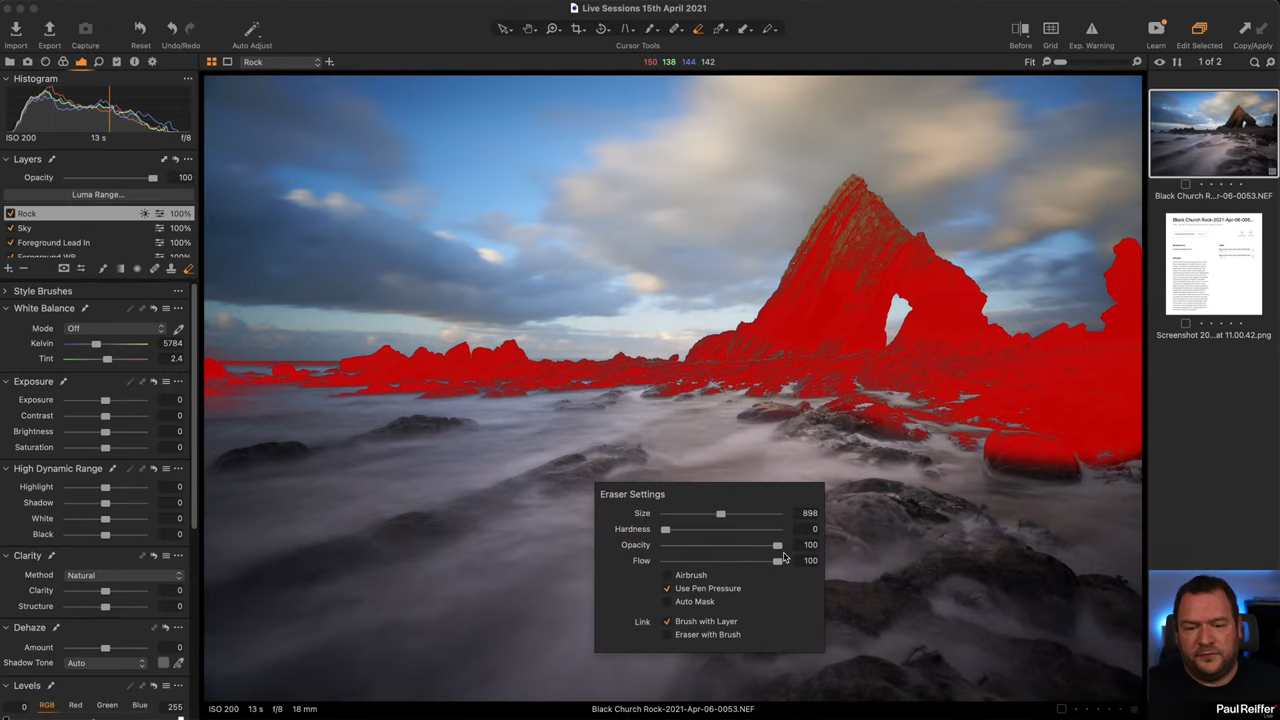 Live Sessions 15th April 2021
Import Export Capture Reset Undo/Redo Auto Adjust Cursor Tools Before Grid Exp. Warning Learn Edit Selected Copy/Apply
Rock
150 138 144 142
Fit
1 of 2
Histogram
ISO 200 13 s f/8
Layers
Opacity 100
Luma Range...
Rock 100%
Sky 100%
Foreground Lead In 100%
Foreground WB 100%
Style Brushes
White Balance
Mode Off
Kelvin 5784
Tint 2.4
Exposure
Exposure 0
Contrast 0
Brightness 0
Saturation 0
High Dynamic Range
Highlight 0
Shadow 0
White 0
Black 0
Clarity
Method Natural
Clarity 0
Structure 0
Dehaze
Amount 0
Shadow Tone Auto
Levels
0 RGB Red Green Blue 255
Eraser Settings
Size 898
Hardness 0
Opacity 100
Flow 100
Airbrush
Use Pen Pressure
Auto Mask
Link Brush with Layer
Eraser with Brush
ISO 200 13 s f/8 18 mm
Black Church Rock-2021-Apr-06-0053.NEF
Black Church R...r-06-0053.NEF
Black Church Rock-2021-Apr-06-005...
Screenshot 20...at 11.00.42.png
Paul Reiffer
Live